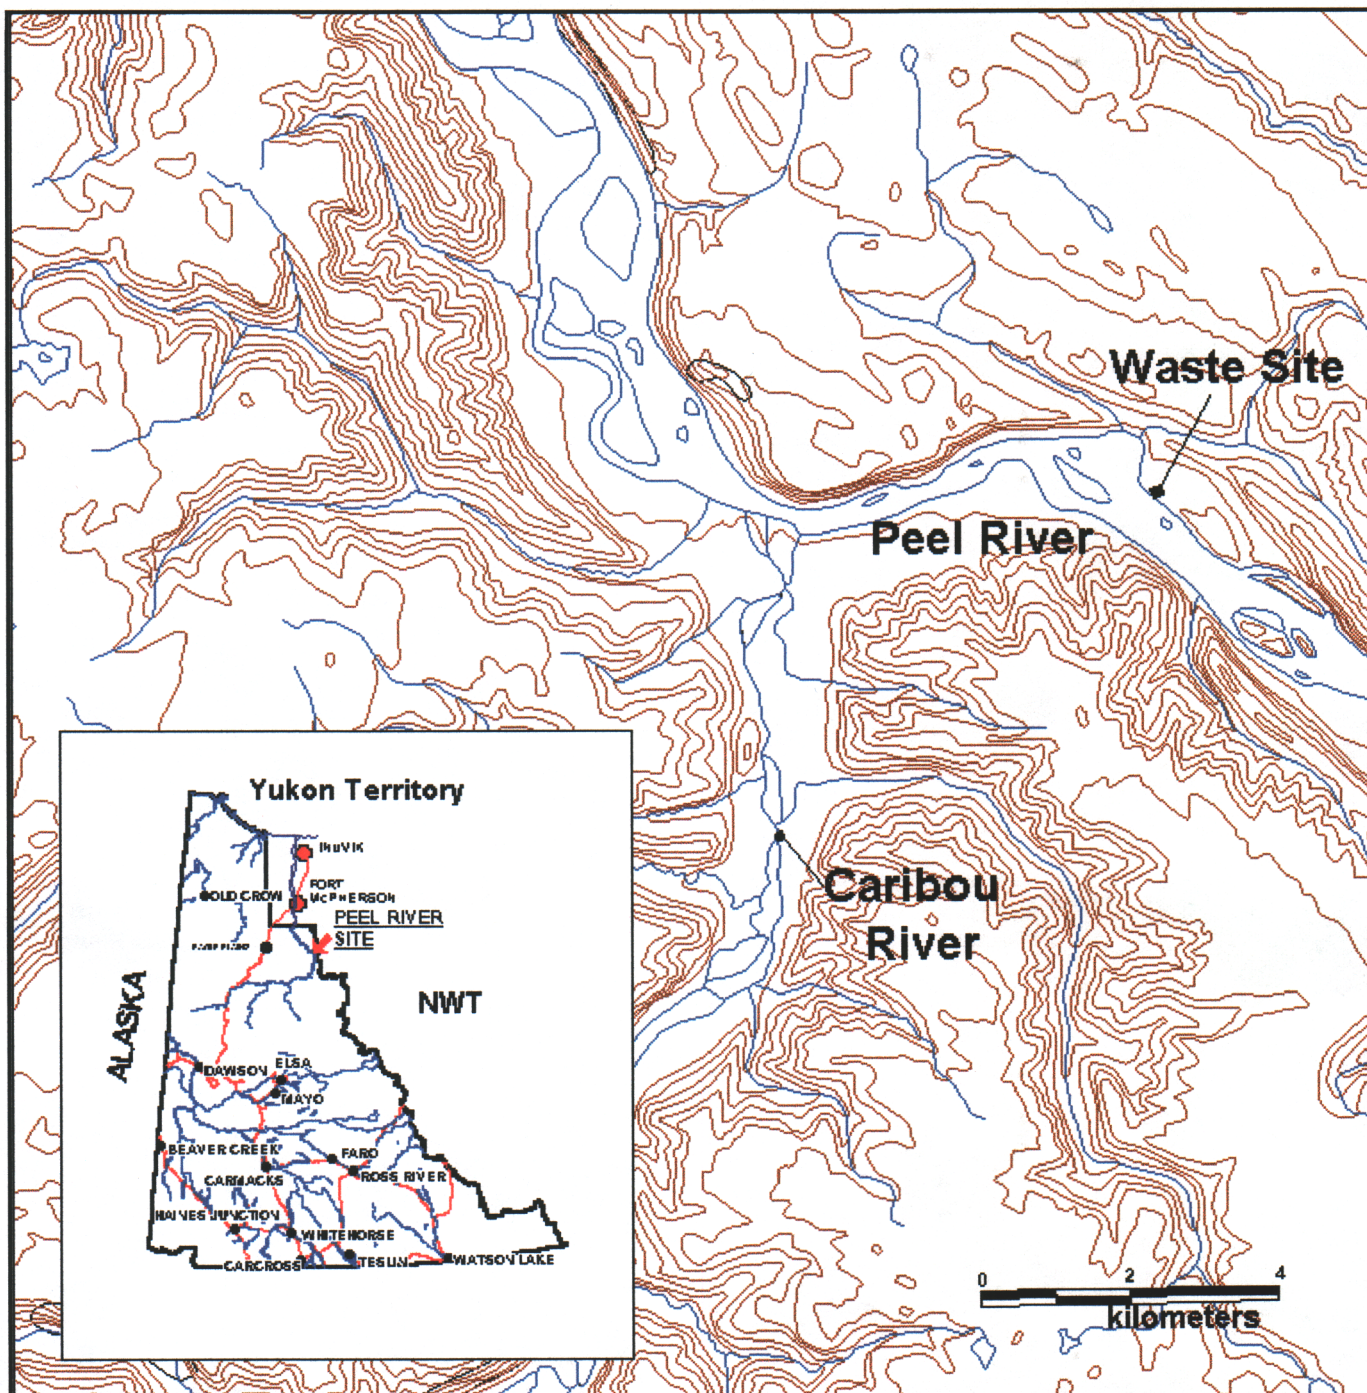 Waste Site
Peel River
Caribou
River
0
2
4
kilometers
Yukon Territory
INUVIK
FORT
McPHERSON
OLD CROW
PEEL RIVER
SITE
NWT
ALASKA
DAWSON
ELSA
MAYO
BEAVER CREEK
FARO
CARMACKS
ROSS RIVER
HAINES JUNCTION
WHITEHORSE
CARCROSS
TESLIN
WATSON LAKE